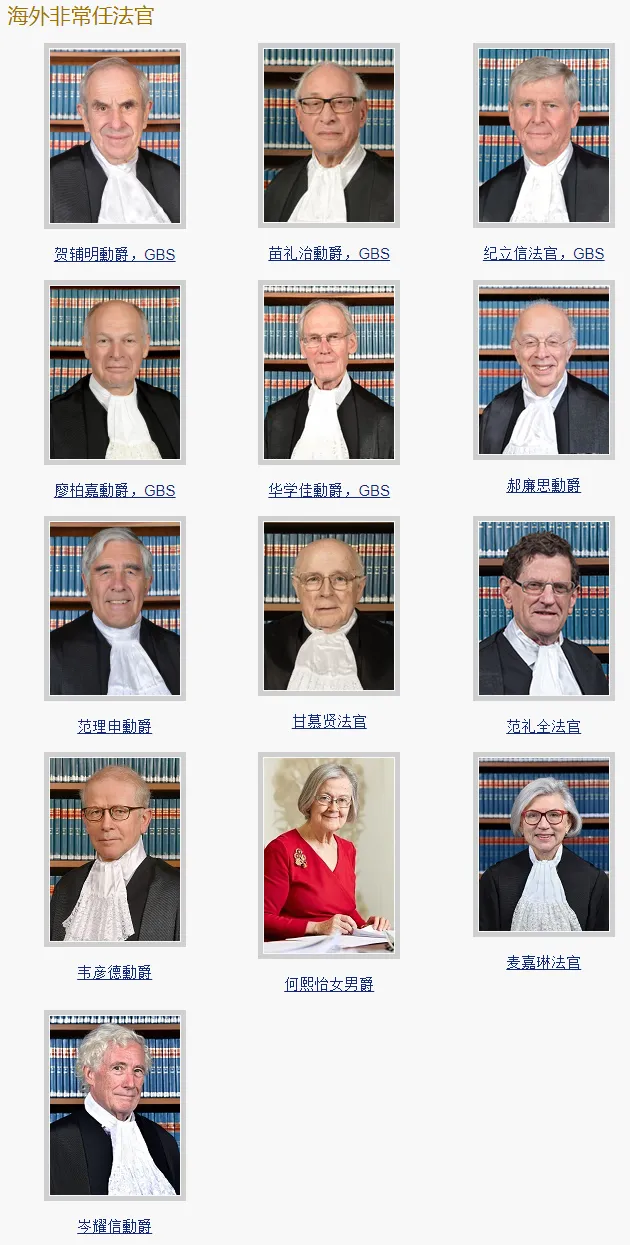 海外非常任法官
贺辅明勳爵，GBS
苗礼治勳爵，GBS
纪立信法官，GBS
廖柏嘉勳爵，GBS
华学佳勳爵，GBS
郝廉思勳爵
范理申勳爵
甘慕贤法官
范礼全法官
韦彦德勳爵
何熙怡女男爵
麦嘉琳法官
岑耀信勳爵